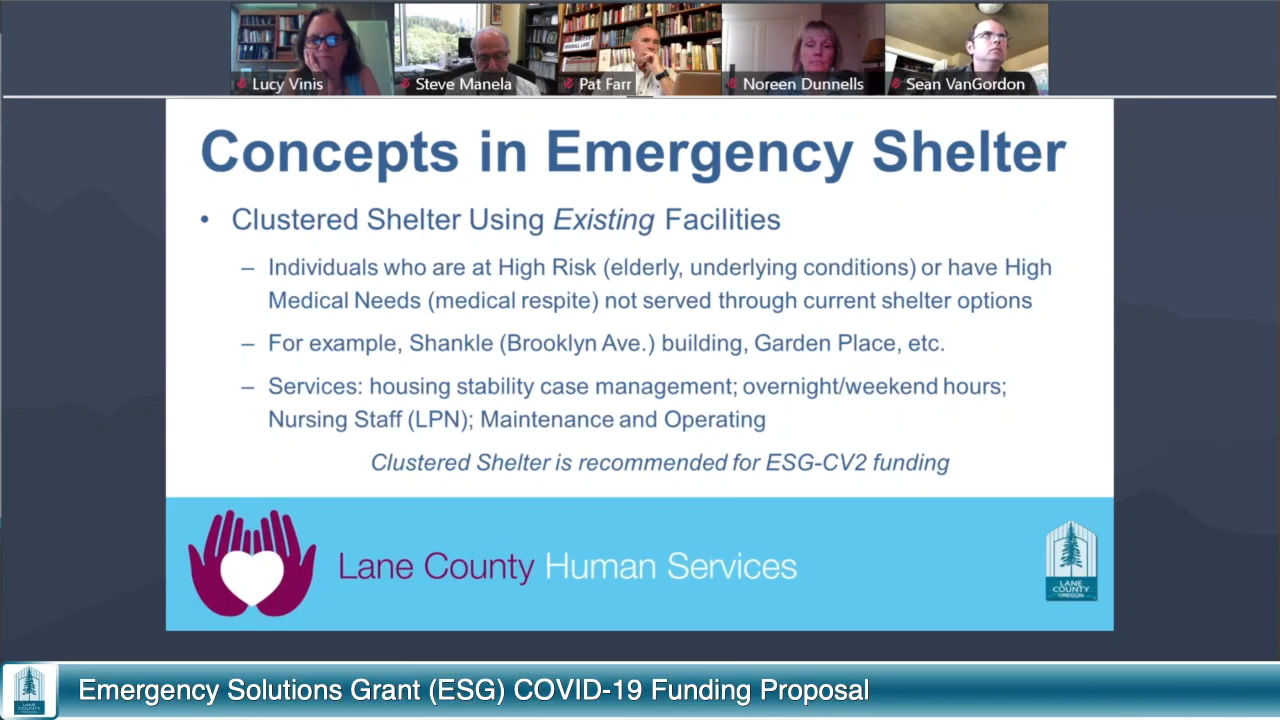 Lucy Vinis
Steve Manela
Pat Farr
Noreen Dunnells
Sean VanGordon
Concepts in Emergency Shelter
• Clustered Shelter Using Existing Facilities
– Individuals who are at High Risk (elderly, underlying conditions) or have High
Medical Needs (medical respite) not served through current shelter options
– For example, Shankle (Brooklyn Ave.) building, Garden Place, etc.
– Services: housing stability case management; overnight/weekend hours;
Nursing Staff (LPN); Maintenance and Operating
Clustered Shelter is recommended for ESG-CV2 funding
Lane County Human Services
LANE
COUNTY
OREGON
LANE
COUNTY
Emergency Solutions Grant (ESG) COVID-19 Funding Proposal